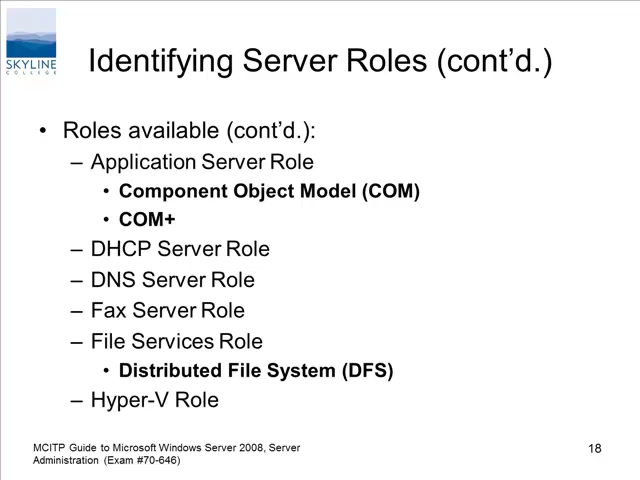 SKYLINE
COLLEGE
Identifying Server Roles (cont’d.)
• Roles available (cont’d.):
– Application Server Role
• Component Object Model (COM)
• COM+
– DHCP Server Role
– DNS Server Role
– Fax Server Role
– File Services Role
• Distributed File System (DFS)
– Hyper-V Role
MCITP Guide to Microsoft Windows Server 2008, Server
Administration (Exam #70-646)
18